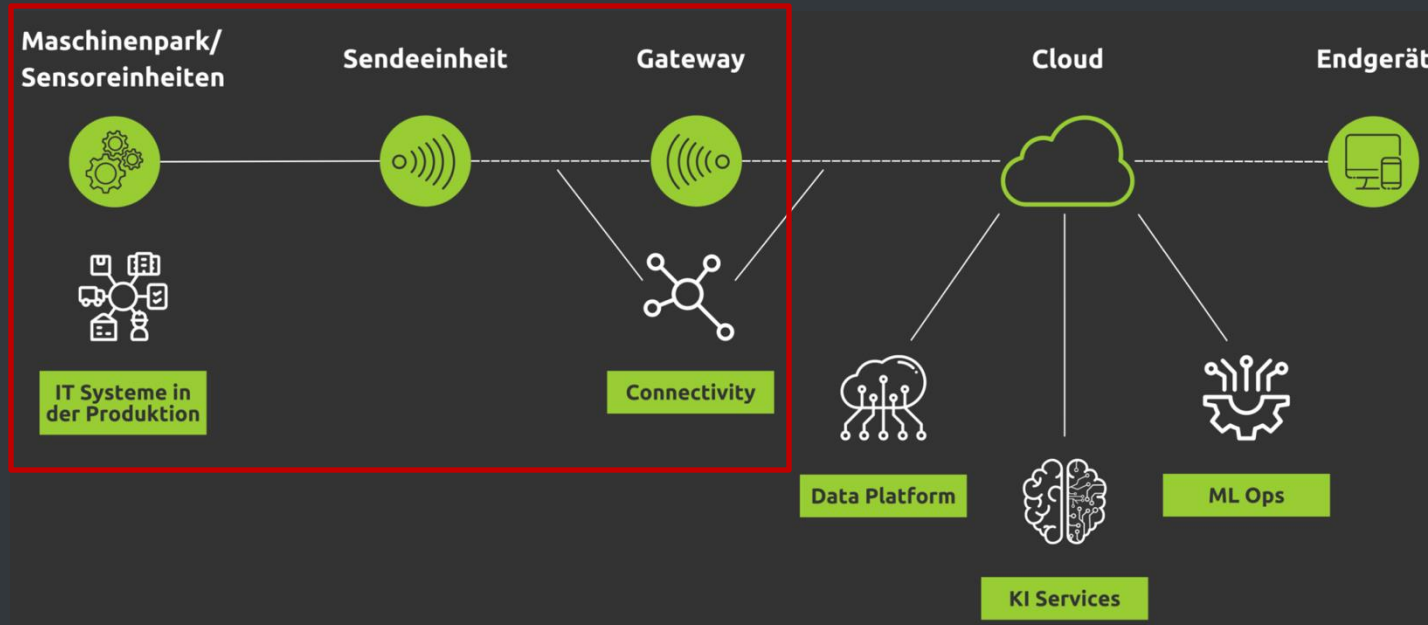 Maschinenpark/
Sensoreinheiten
Sendeeinheit
Gateway
Cloud
Endgerät
IT Systeme in
der Produktion
Connectivity
Data Platform
ML Ops
KI Services